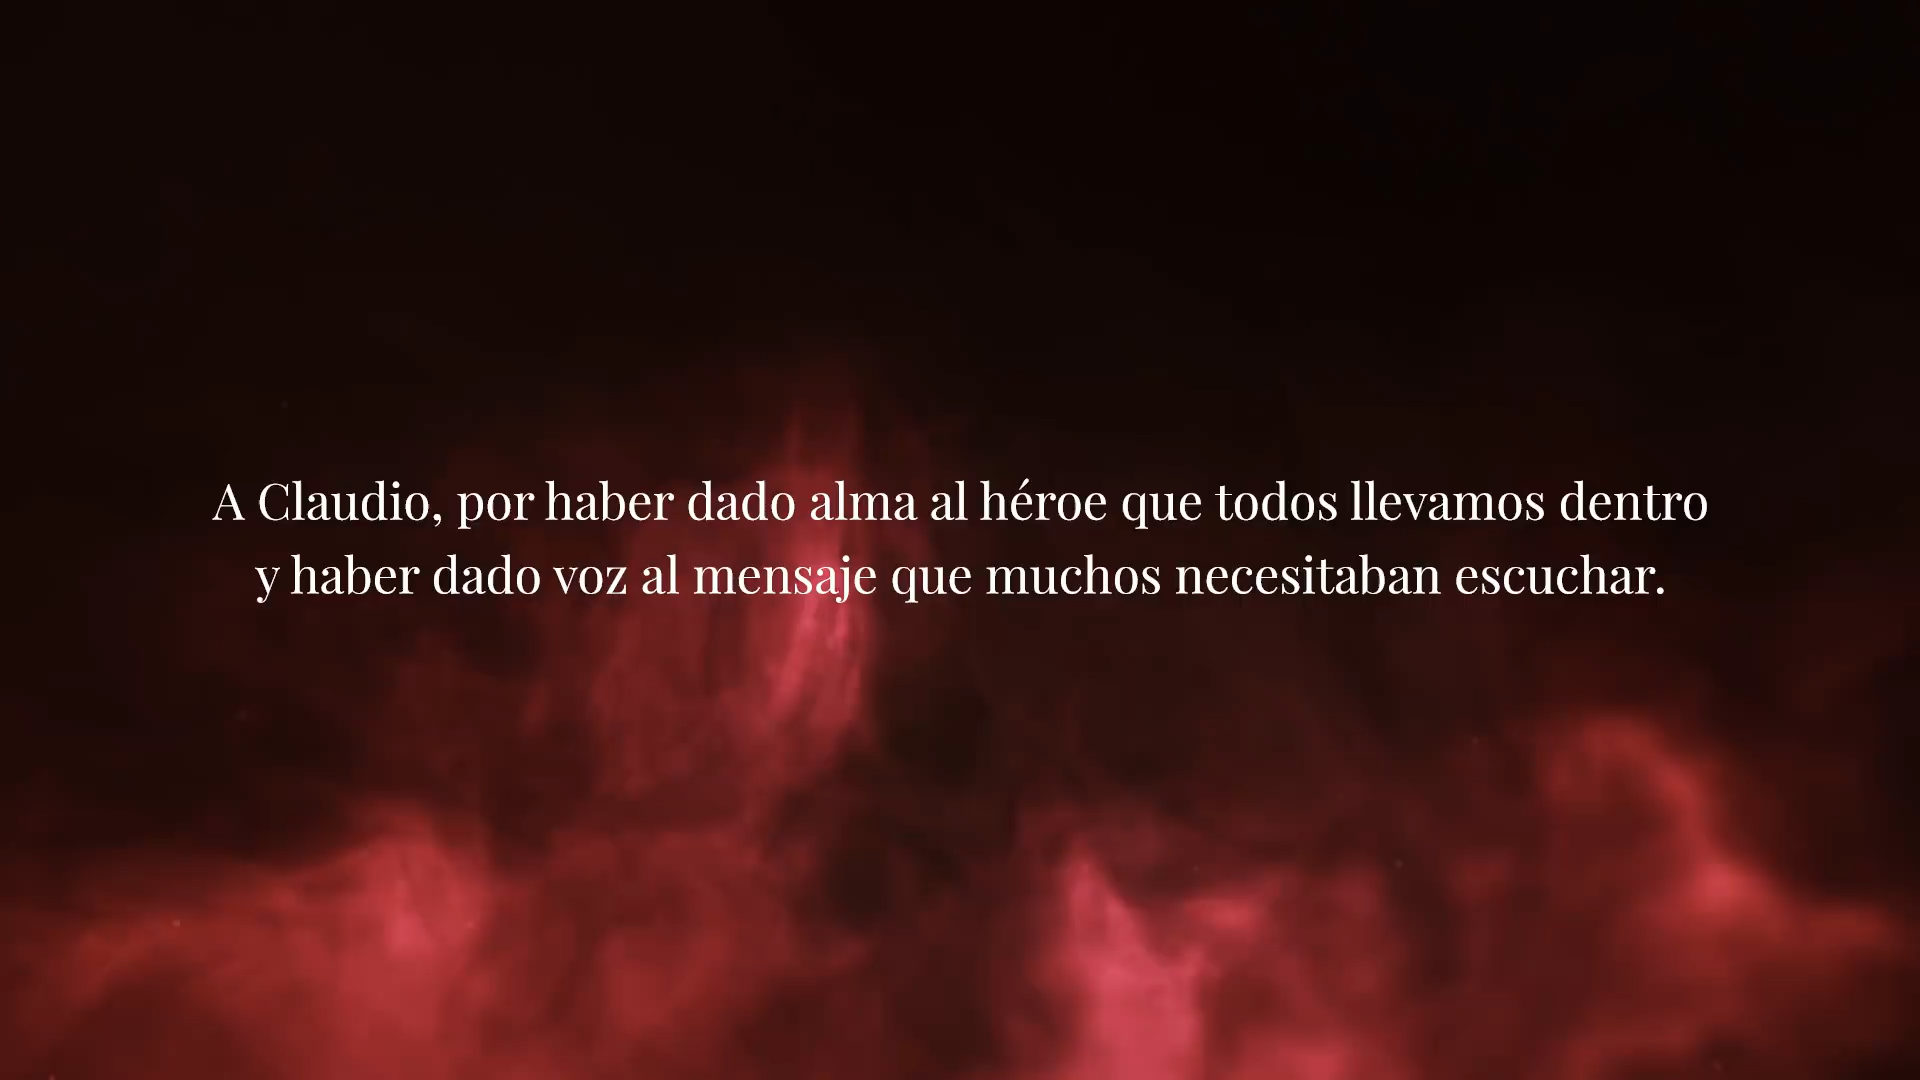 A Claudio, por haber dado alma al héroe que todos llevamos dentro
y haber dado voz al mensaje que muchos necesitaban escuchar.